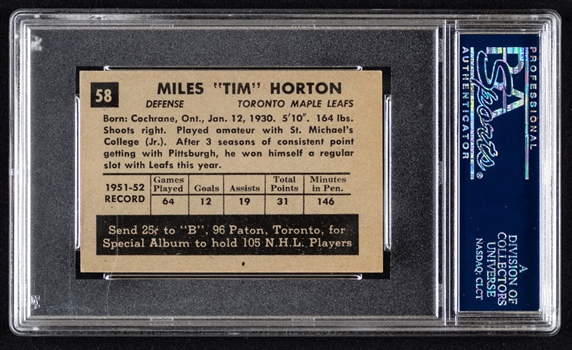 58
MILES "TIM" HORTON
DEFENSE TORONTO MAPLE LEAFS
Born: Cochrane, Ont., Jan. 12, 1930. 5'10". 164 lbs.
Shoots right. Played amateur with St. Michael's
College (Jr.). After 3 seasons of consistent point
getting with Pittsburgh, he won himself a regular
slot with Leafs this year.
1951-52 RECORD
Games Played Goals Assists Total Points Minutes in Pen.
64 12 19 31 146
Send 25¢ to "B", 96 Paton, Toronto, for
Special Album to hold 105 N.H.L. Players
PROFESSIONAL
Sports
AUTHENTICATOR
PSA
A
DIVISION OF
COLLECTORS
UNIVERSE
NASDAQ: CLCT